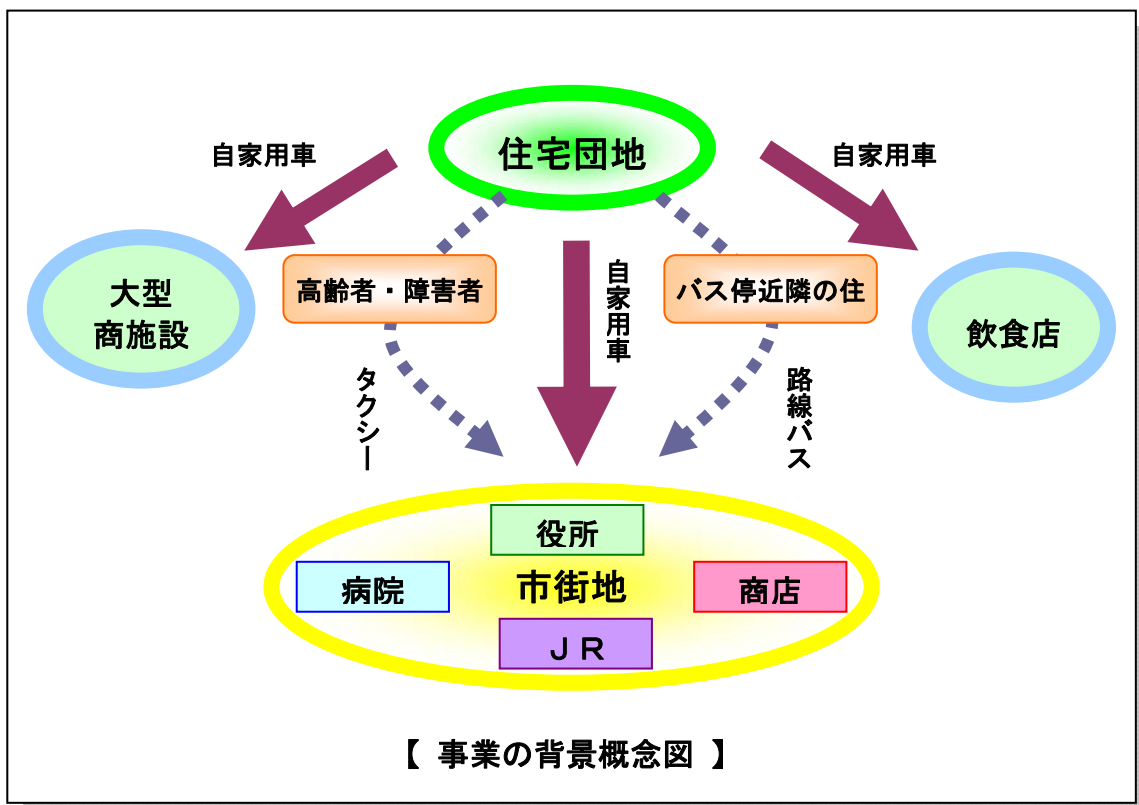 住宅団地
自家用車
自家用車
大型
商施設
高齢者・障害者
自家用車
バス停近隣の住
飲食店
タクシー
路線バス
役所
病院
市街地
商店
ＪＲ
【 事業の背景概念図 】